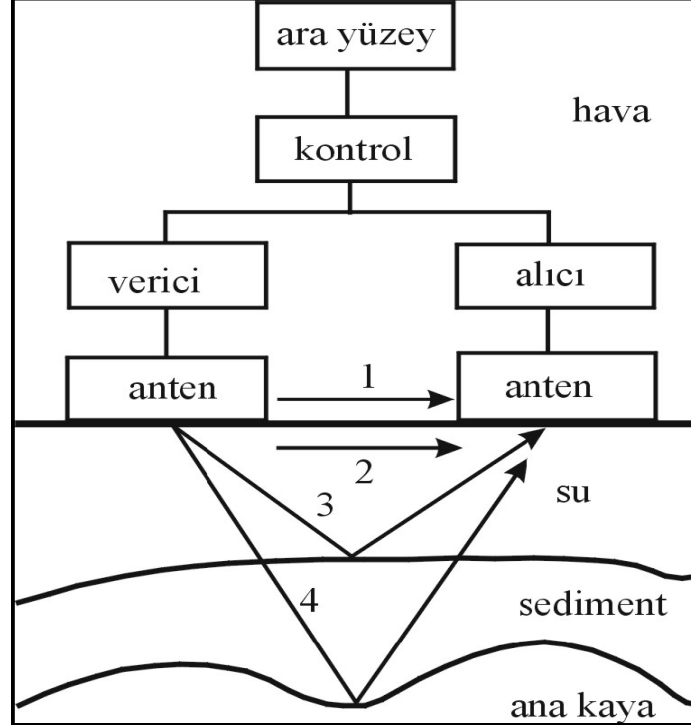 ara yüzey
hava
kontrol
verici
alıcı
anten
1
anten
2
3
su
4
sediment
ana kaya